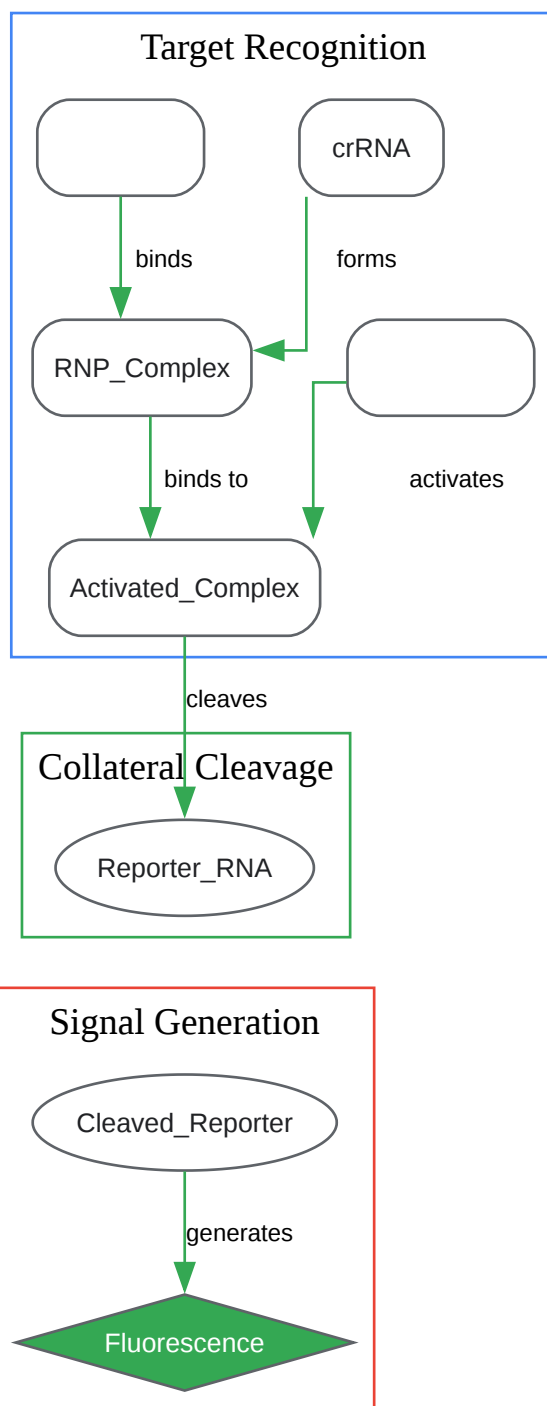 Target Recognition
crRNA
binds
forms
RNP_Complex
binds to
activates
Activated_Complex
cleaves
Collateral Cleavage
Reporter_RNA
Signal Generation
Cleaved_Reporter
generates
Fluorescence